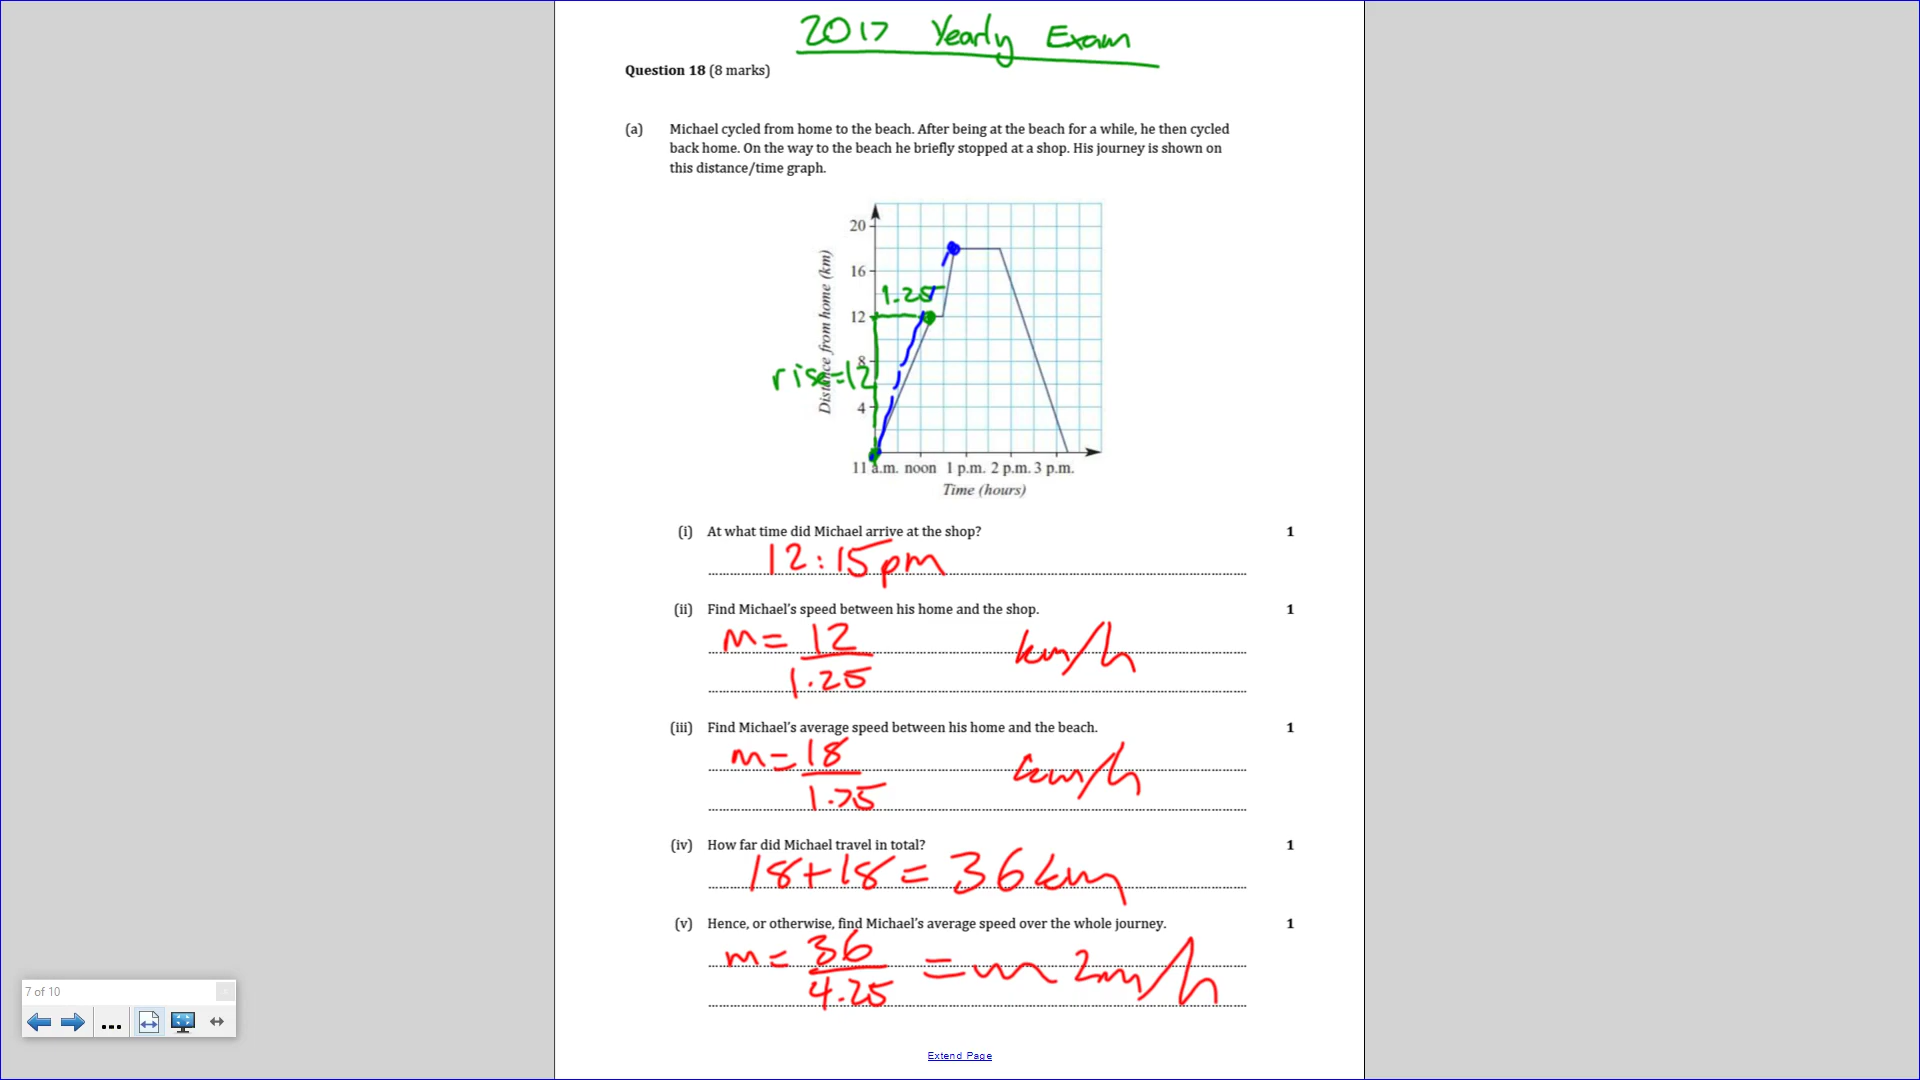 2017 Yearly Exam
Question 18 (8 marks)
(a) Michael cycled from home to the beach. After being at the beach for a while, he then cycled
back home. On the way to the beach he briefly stopped at a shop. His journey is shown on
this distance/time graph.
20
16
1.25
12
8
rise=12
4
Distance from home (km)
11 a.m. noon 1 p.m. 2 p.m. 3 p.m.
Time (hours)
(i) At what time did Michael arrive at the shop? 1
12:15pm
(ii) Find Michael's speed between his home and the shop. 1
m= 12 km/h
1.25
(iii) Find Michael's average speed between his home and the beach. 1
m= 18 km/h
1.75
(iv) How far did Michael travel in total? 1
18+18= 36km
(v) Hence, or otherwise, find Michael's average speed over the whole journey. 1
m= 36 =
4.25
7 of 10
...
Extend Page